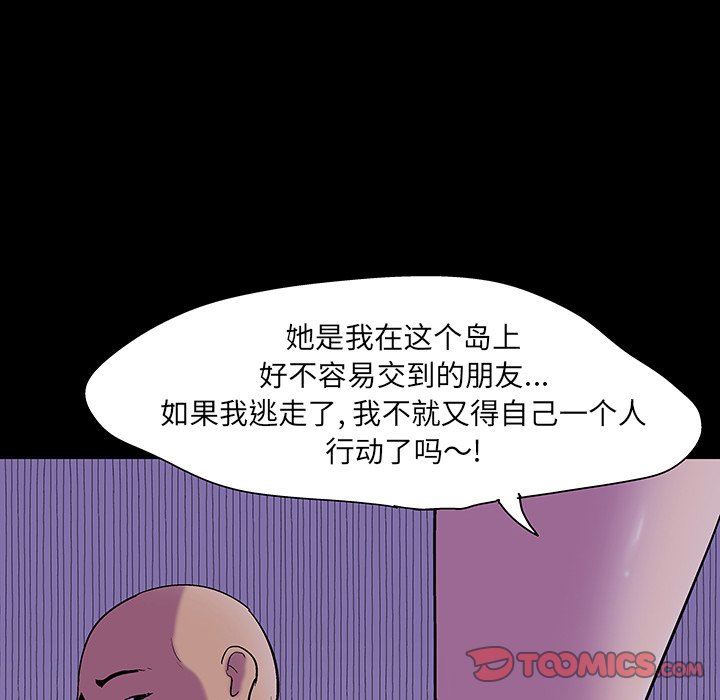 她是我在这个岛上
好不容易交到的朋友...
如果我逃走了, 我不就又得自己一个人
行动了吗~!
TOOMICS.COM